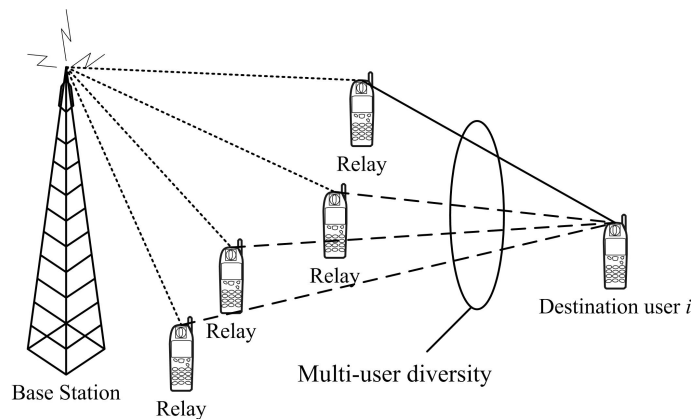 Relay
Relay
Destination user i
Relay
Multi-user diversity
Base Station
Relay